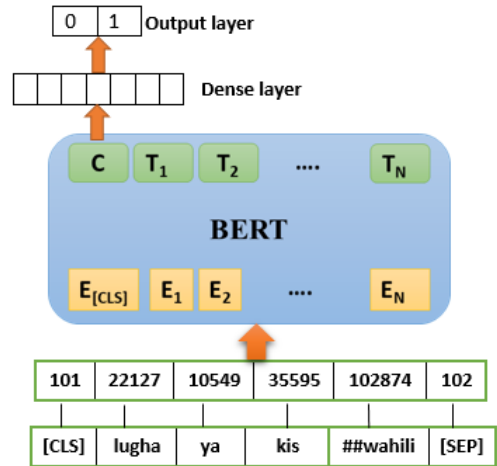 0 1 Output layer
Dense layer
C T1 T2 .... TN
BERT
E[CLS] E1 E2 .... EN
101 22127 10549 35595 102874 102
[CLS] lugha ya kis ##wahili [SEP]